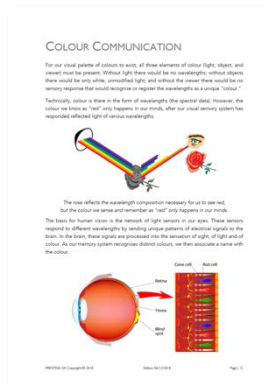 COLOUR COMMUNICATION
For our visual palette of colours to exist, all three elements of colour (light, object, and
viewer) must be present. Without light there would be no wavelengths; without objects
there would be only white, unmodified light; and without the viewer there would be no
sensory response that would recognise or register the wavelengths as a unique "colour."
Technically, colour is there in the form of wavelengths (the spectral data). However, the
colour we know as "red" only happens in our minds, after our visual sensory system has
responded reflected light of various wavelengths.
The rose reflects the wavelength composition necessary for us to see red,
but the colour we sense and remember as "red" only happens in our minds.
The basis for human vision is the network of light sensors in our eyes. These sensors
respond to different wavelengths by sending unique patterns of electrical signals to the
brain. In the brain, these signals are processed into the sensation of sight, of light and of
colour. As our memory system recognises distinct colours, we then associate a name with
the colour.
Cone cell Rod cell
Retina
Fovea
Blind
spot
PRINTING SA Copyright © 2018
Page | 12